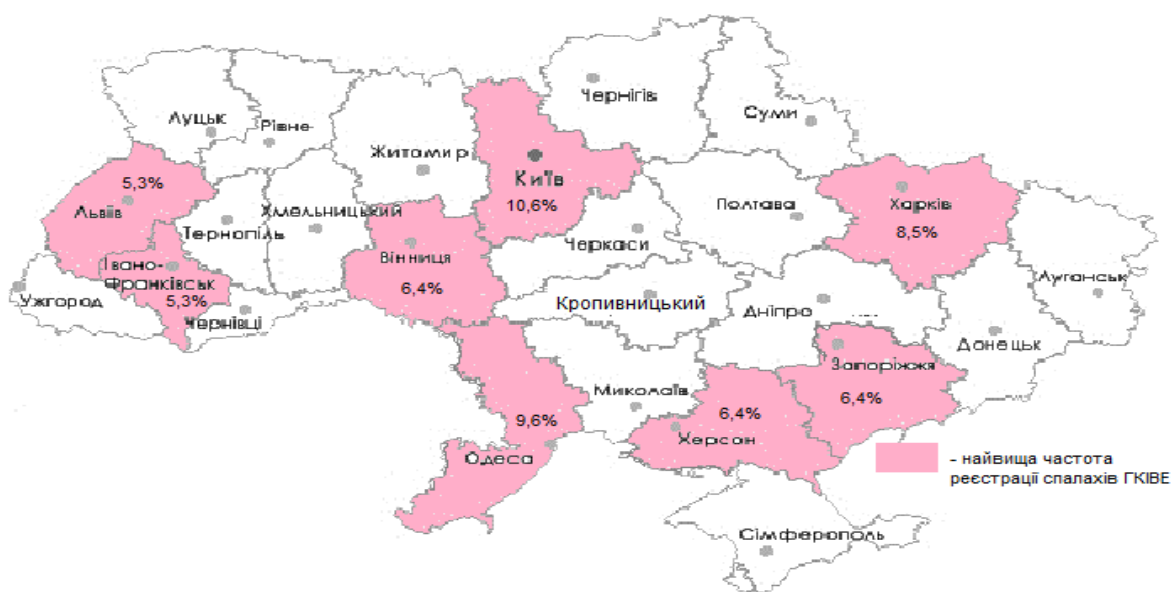 Чернігів
Суми
Луцьк
Рівне
Житомир
Київ
10,6%
5,3%
Львів
Тернопіль
Хмельницький
Вінниця
6,4%
Черкаси
Полтава
Харків
8,5%
Луганськ
Івано-
Франківськ
5,3%
Ужгород
Чернівці
Кропивницький
Дніпро
Донецьк
Запоріжжя
6,4%
Миколаїв
6,4%
Херсон
9,6%
Одеса
- найвища частота
реєстрації спалахів ГКІВЕ
Сімферополь